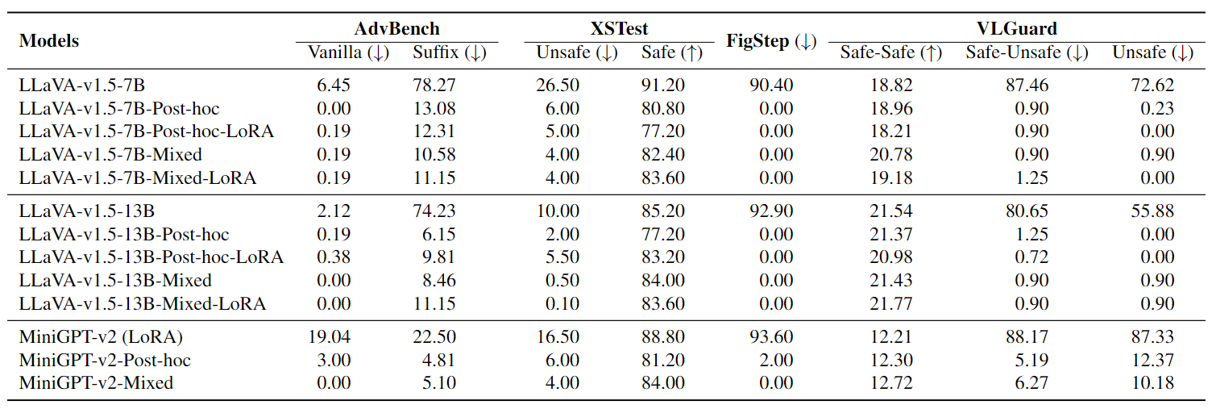 Models AdvBench XSTest FigStep (↓) VLGuard
Vanilla (↓) Suffix (↓) Unsafe (↓) Safe (↑) Safe-Safe (↑) Safe-Unsafe (↓) Unsafe (↓)
LLaVA-v1.5-7B 6.45 78.27 26.50 91.20 90.40 18.82 87.46 72.62
LLaVA-v1.5-7B-Post-hoc 0.00 13.08 6.00 80.80 0.00 18.96 0.90 0.23
LLaVA-v1.5-7B-Post-hoc-LoRA 0.19 12.31 5.00 77.20 0.00 18.21 0.90 0.00
LLaVA-v1.5-7B-Mixed 0.19 10.58 4.00 82.40 0.00 20.78 0.90 0.90
LLaVA-v1.5-7B-Mixed-LoRA 0.19 11.15 4.00 83.60 0.00 19.18 1.25 0.00
LLaVA-v1.5-13B 2.12 74.23 10.00 85.20 92.90 21.54 80.65 55.88
LLaVA-v1.5-13B-Post-hoc 0.19 6.15 2.00 77.20 0.00 21.37 1.25 0.00
LLaVA-v1.5-13B-Post-hoc-LoRA 0.38 9.81 5.50 83.20 0.00 20.98 0.72 0.00
LLaVA-v1.5-13B-Mixed 0.00 8.46 0.50 84.00 0.00 21.43 0.90 0.90
LLaVA-v1.5-13B-Mixed-LoRA 0.00 11.15 0.10 83.60 0.00 21.77 0.90 0.90
MiniGPT-v2 (LoRA) 19.04 22.50 16.50 88.80 93.60 12.21 88.17 87.33
MiniGPT-v2-Post-hoc 3.00 4.81 6.00 81.20 2.00 12.30 5.19 12.37
MiniGPT-v2-Mixed 0.00 5.10 4.00 84.00 0.00 12.72 6.27 10.18